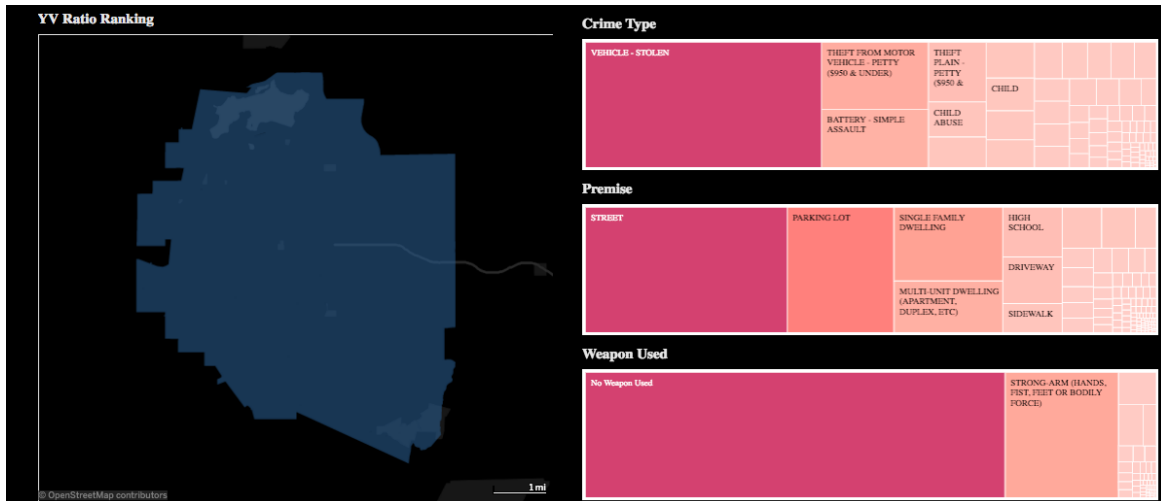 YV Ratio Ranking
© OpenStreetMap contributors
1 mi
Crime Type
VEHICLE - STOLEN
THEFT FROM MOTOR
VEHICLE - PETTY
($950 & UNDER)
BATTERY - SIMPLE
ASSAULT
THEFT
PLAIN -
PETTY
($950 &
CHILD
ABUSE
CHILD
Premise
STREET
PARKING LOT
SINGLE FAMILY
DWELLING
MULTI-UNIT DWELLING
(APARTMENT,
DUPLEX, ETC)
HIGH
SCHOOL
DRIVEWAY
SIDEWALK
Weapon Used
No Weapon Used
STRONG-ARM (HANDS,
FIST, FEET OR BODILY
FORCE)